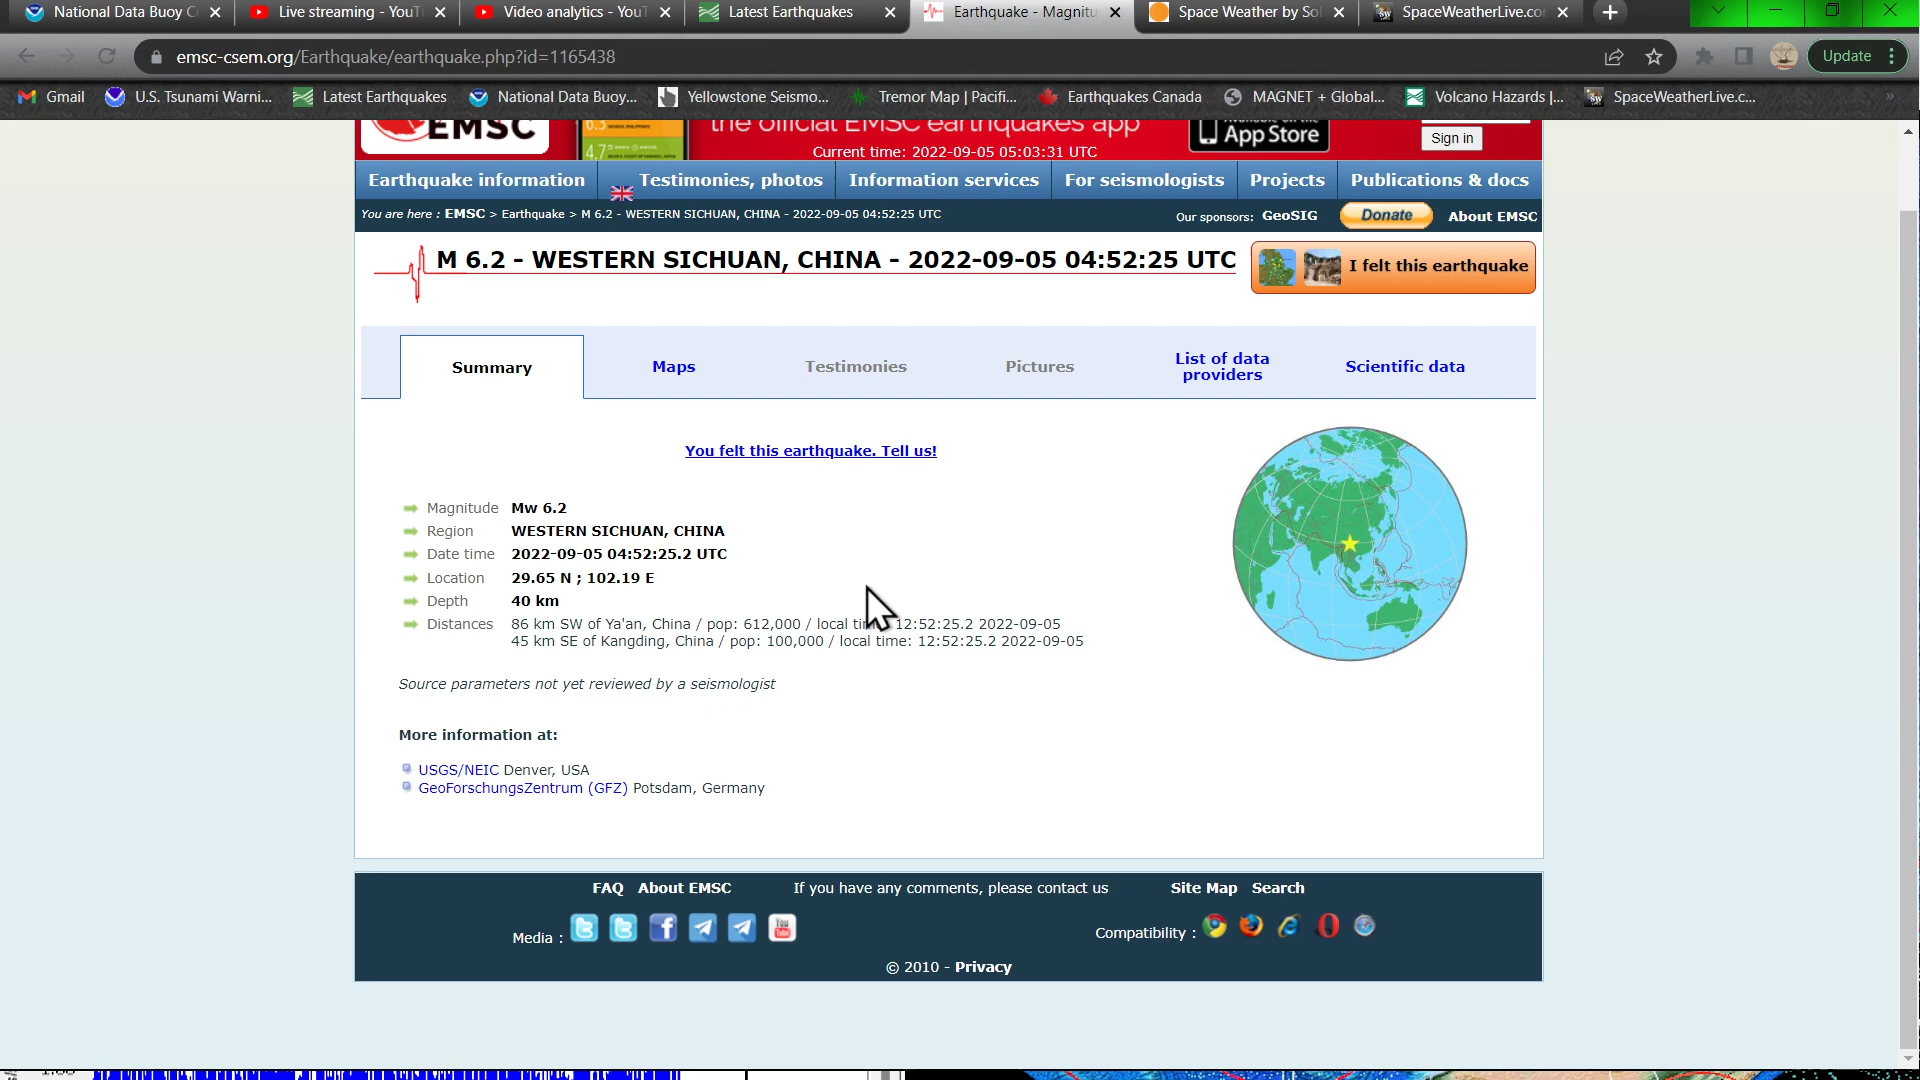 National Data Buoy C
Live streaming - YouT
Video analytics - YouT
Latest Earthquakes
Earthquake - Magnitu
Space Weather by Sol
SpaceWeatherLive.co
emsc-csem.org/Earthquake/earthquake.php?id=1165438
Update
Gmail
U.S. Tsunami Warni...
Latest Earthquakes
National Data Buoy...
Yellowstone Seismo...
Tremor Map | Pacifi...
Earthquakes Canada
MAGNET + Global...
Volcano Hazards |...
SpaceWeatherLive.c...
EMSC
6.3
4.7
the official EMSC earthquakes app
Current time: 2022-09-05 05:03:31 UTC
App Store
Sign in
Earthquake information
Testimonies, photos
Information services
For seismologists
Projects
Publications & docs
You are here : EMSC > Earthquake > M 6.2 - WESTERN SICHUAN, CHINA - 2022-09-05 04:52:25 UTC
Our sponsors: GeoSIG
Donate
About EMSC
M 6.2 - WESTERN SICHUAN, CHINA - 2022-09-05 04:52:25 UTC
I felt this earthquake
Summary
Maps
Testimonies
Pictures
List of data
providers
Scientific data
You felt this earthquake. Tell us!
Magnitude Mw 6.2
Region WESTERN SICHUAN, CHINA
Date time 2022-09-05 04:52:25.2 UTC
Location 29.65 N ; 102.19 E
Depth 40 km
Distances 86 km SW of Ya'an, China / pop: 612,000 / local 12:52:25.2 2022-09-05
45 km SE of Kangding, China / pop: 100,000 / local time: 12:52:25.2 2022-09-05
Source parameters not yet reviewed by a seismologist
More information at:
USGS/NEIC Denver, USA
GeoForschungsZentrum (GFZ) Potsdam, Germany
FAQ About EMSC If you have any comments, please contact us Site Map Search
Media :
You
Compatibility :
© 2010 - Privacy